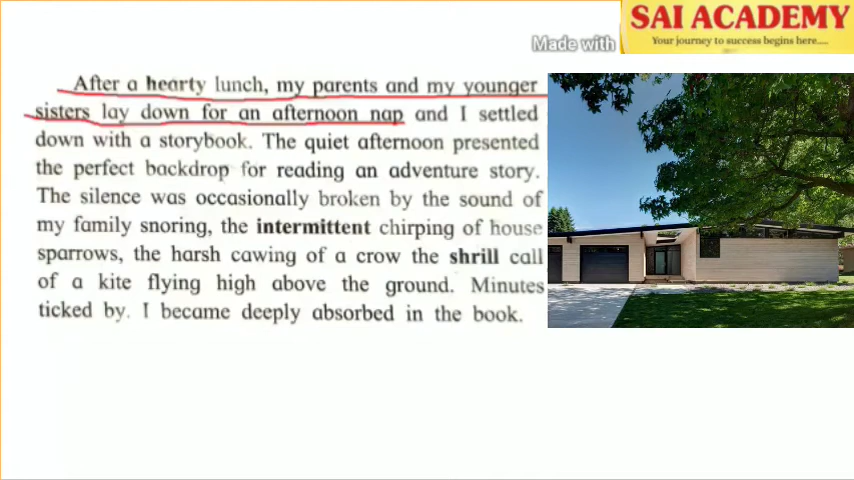 Made with
SAI ACADEMY
Your journey to success begins here....
After a hearty lunch, my parents and my younger
sisters lay down for an afternoon nap and I settled
down with a storybook. The quiet afternoon presented
the perfect backdrop for reading an adventure story.
The silence was occasionally broken by the sound of
my family snoring, the intermittent chirping of house
sparrows, the harsh cawing of a crow the shrill call
of a kite flying high above the ground. Minutes
ticked by. I became deeply absorbed in the book.